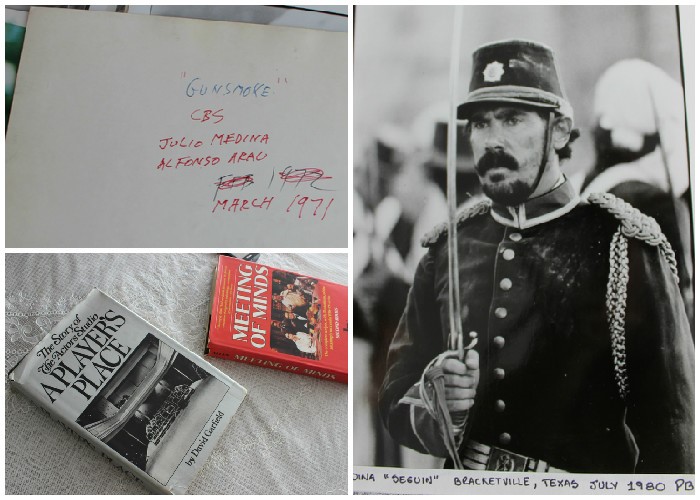 "GUNSMOKE"
CBS
JULIO MEDINA
ALFONSO ARAU
MARCH 1971
The Story of
The Actors Studio
A PLAYER'S
PLACE
by David Garfield
MEETING
OF MINDS
MEETING OF MINDS
DINA "SEGUIN" BRACKETVILLE, TEXAS JULY 1980 PB